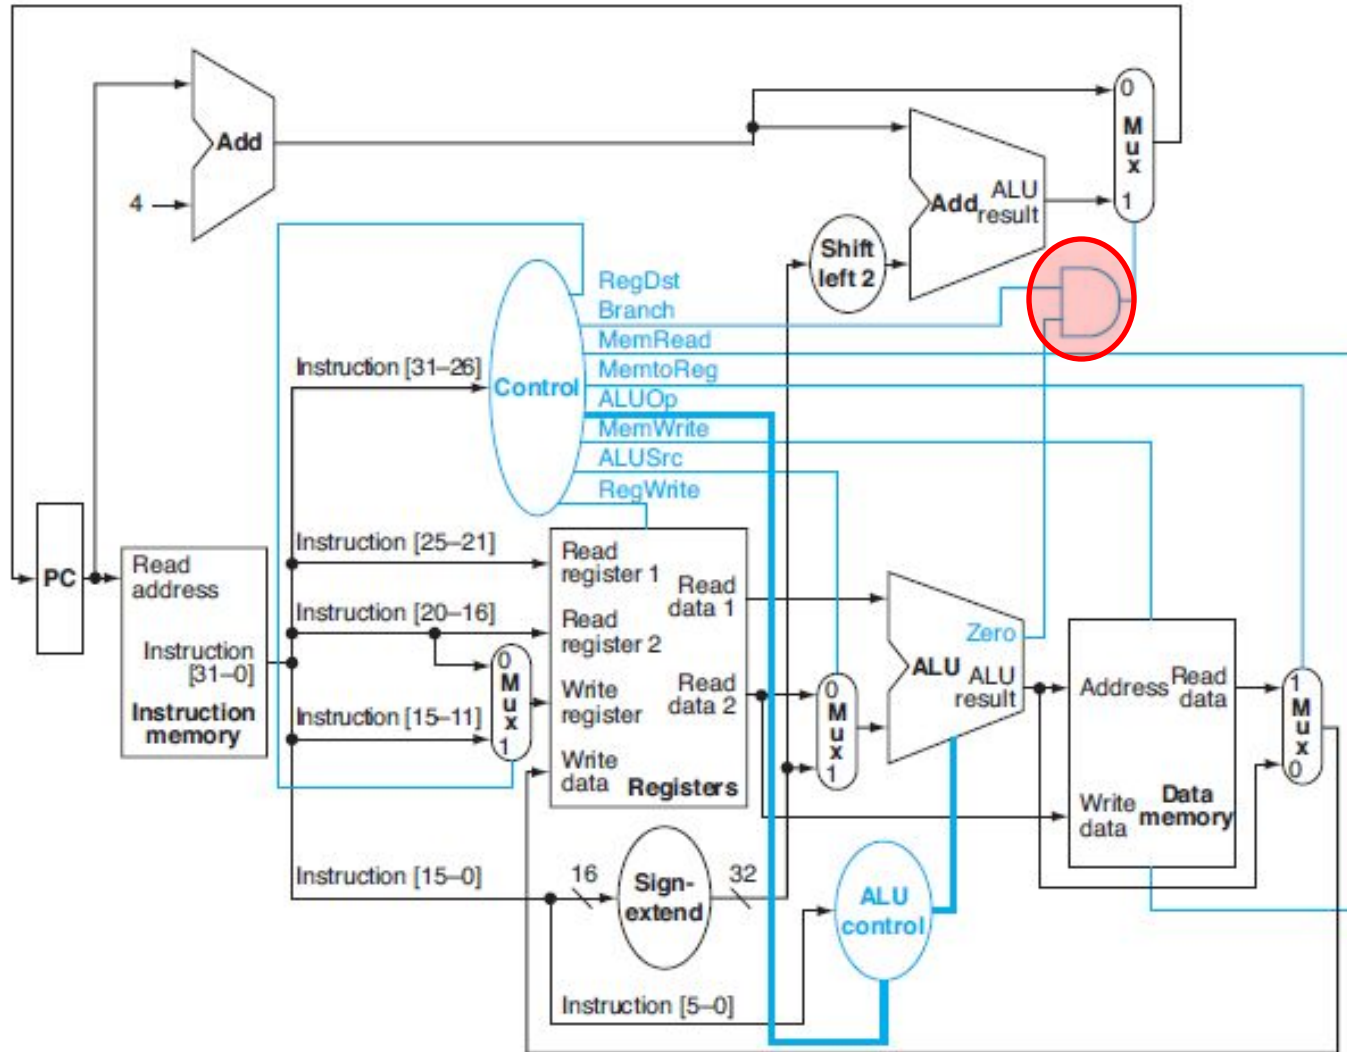 0
M
u
x
1
Add
4
Add
ALU
result
Shift
left 2
RegDst
Branch
MemRead
MemtoReg
ALUOp
MemWrite
ALUSrc
RegWrite
Control
Instruction [31–26]
Instruction [25–21]
Instruction [20–16]
Instruction [15–11]
Instruction [15–0]
Instruction [5–0]
PC
Read
address
Instruction
[31–0]
Instruction
memory
0
M
u
x
1
Read
register 1
Read
register 2
Write
register
Write
data
Read
data 1
Read
data 2
Registers
0
M
u
x
1
Zero
ALU
ALU
result
Address
Read
data
Write
data
Data
memory
1
M
u
x
0
16
Sign-
extend
32
ALU
control